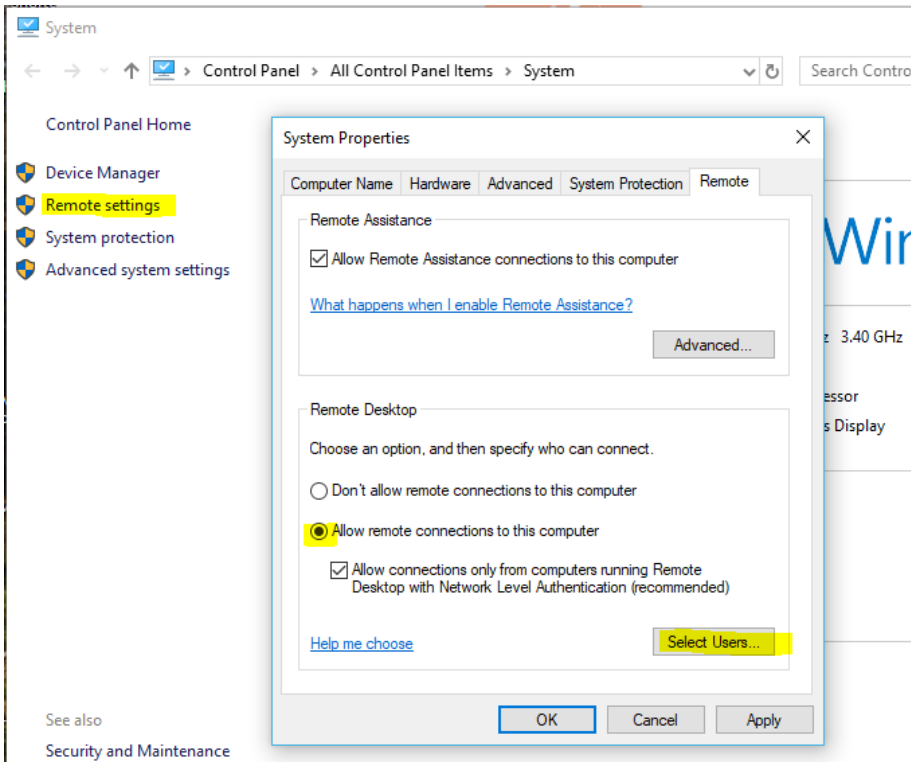 System
Control Panel > All Control Panel Items > System
Search Contro
Control Panel Home
Device Manager
Remote settings
System protection
Advanced system settings
See also
Security and Maintenance
System Properties
Computer Name
Hardware
Advanced
System Protection
Remote
Remote Assistance
Allow Remote Assistance connections to this computer
What happens when I enable Remote Assistance?
Advanced...
Remote Desktop
Choose an option, and then specify who can connect.
Don't allow remote connections to this computer
Allow remote connections to this computer
Allow connections only from computers running Remote
Desktop with Network Level Authentication (recommended)
Help me choose
Select Users...
OK
Cancel
Apply
Win
z 3.40 GHz
essor
s Display